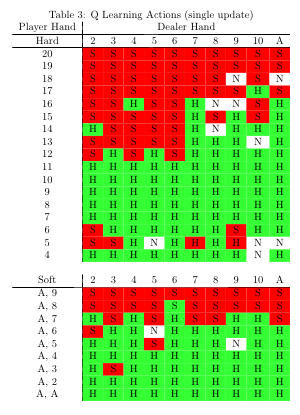 Table 3: Q Learning Actions (single update)
Player Hand Dealer Hand
Hard 2 3 4 5 6 7 8 9 10 A
20 S S S S S S S S S S
19 S S S S S S S S S S
18 S S S S S S S N S N
17 S S S S S S S S H S
16 S S H S S H N N S H
15 S S S S S H S H S H
14 H S S S S H N H H H
13 S S S S S H H H N H
12 S H S H S H H H H H
11 H H H H H H H H H H
10 H H H H H H H H H H
9 H H H H H H H H H H
8 H H H H H H H H H H
7 H H H H H H H H H H
6 S H H H H H H S H H
5 S S H N H H H H N N
4 H H H H H H H H N H
Soft 2 3 4 5 6 7 8 9 10 A
A, 9 S S S S S S S S S S
A, 8 S S S S S S S S S S
A, 7 H S H S H S S H H S
A, 6 S H H N H H H H H H
A, 5 H H H S H H H N H H
A, 4 H H H H H H H H H H
A, 3 H S H H H H H H H H
A, 2 H H H H H H H H H H
A, A H H H H H H H H H H